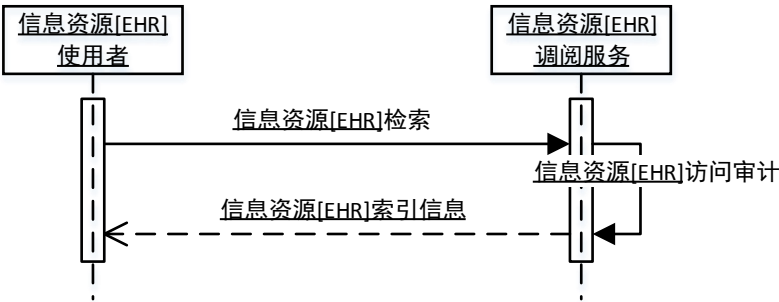 信息资源[EHR]
使用者
信息资源[EHR]
调阅服务
信息资源[EHR]检索
信息资源[EHR]访问审计
信息资源[EHR]索引信息